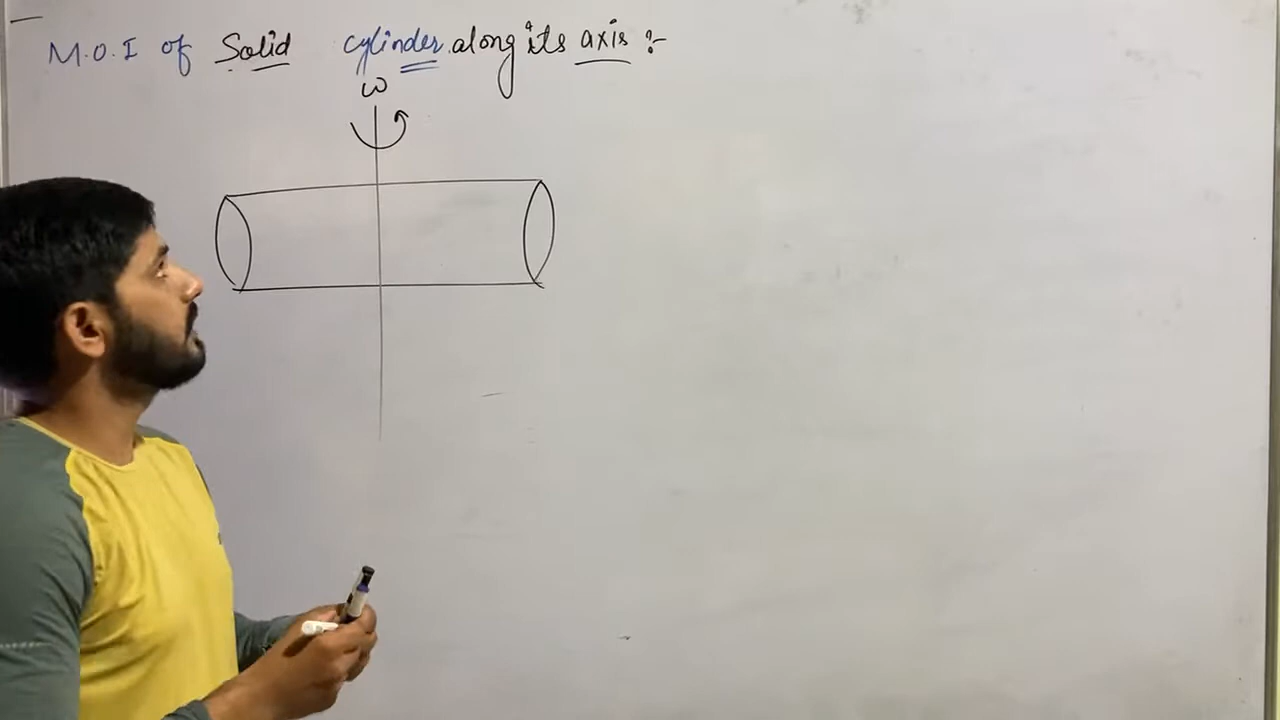 M.O.I of Solid cylinder along its axis :-
ω